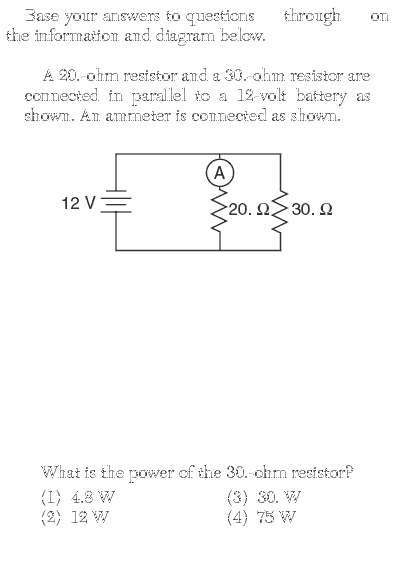 Base your answers to questions through on
the information and diagram below.
A 20.-ohm resistor and a 30.-ohm resistor are
connected in parallel to a 12-volt battery as
shown. An ammeter is connected as shown.
A
12 V
20. Ω
30. Ω
What is the power of the 30.-ohm resistor?
(1) 4.8 W (3) 30. W
(2) 12 W (4) 75 W